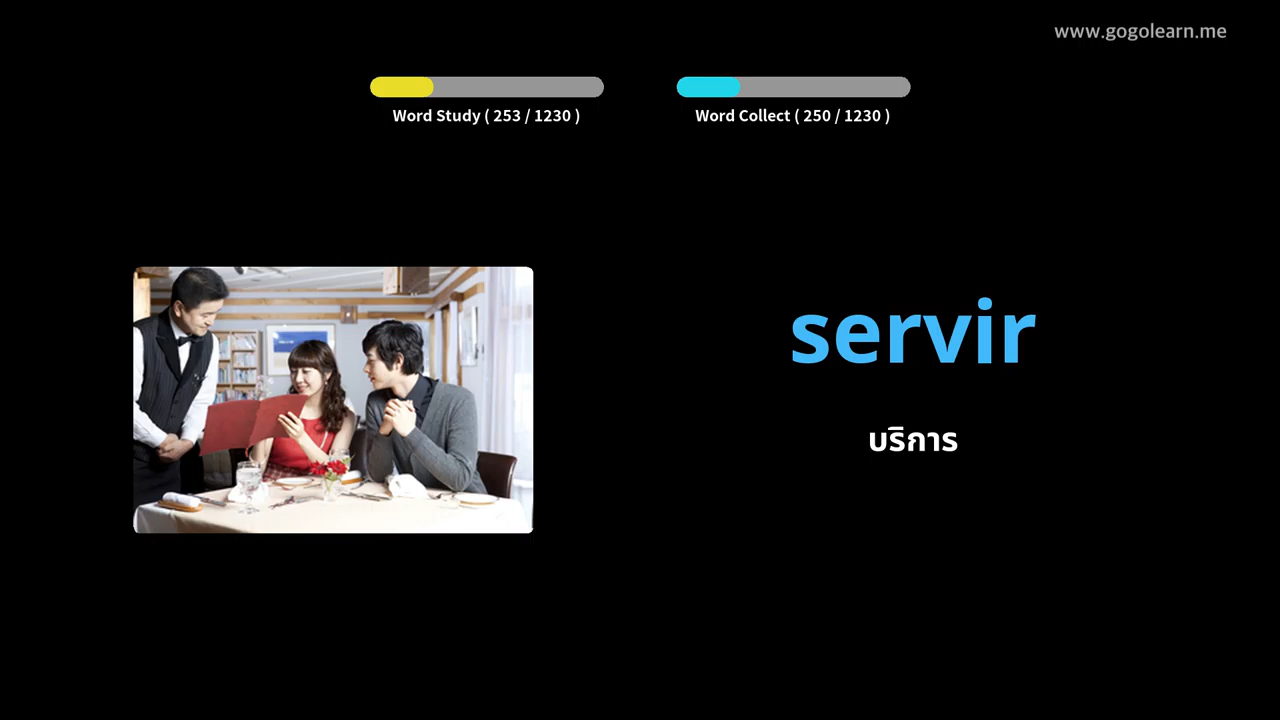 www.gogolearn.me
Word Study ( 253 / 1230 )
Word Collect ( 250 / 1230 )
servir
บริการ